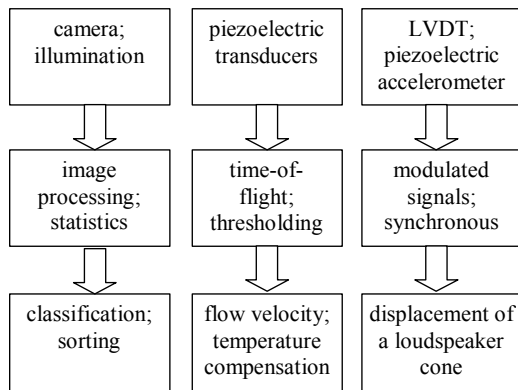 camera;
illumination
piezoelectric
transducers
LVDT;
piezoelectric
accelerometer
image
processing;
statistics
time-of-
flight;
thresholding
modulated
signals;
synchronous
classification;
sorting
flow velocity;
temperature
compensation
displacement of
a loudspeaker
cone